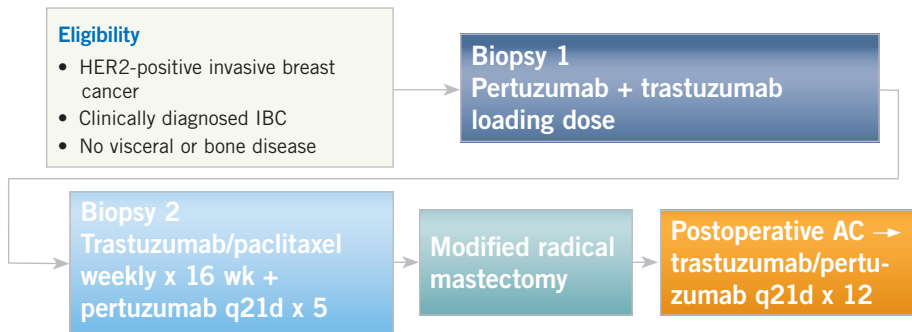 Eligibility
• HER2-positive invasive breast
cancer
• Clinically diagnosed IBC
• No visceral or bone disease
Biopsy 1
Pertuzumab + trastuzumab
loading dose
Biopsy 2
Trastuzumab/paclitaxel
weekly x 16 wk +
pertuzumab q21d x 5
Modified radical
mastectomy
Postoperative AC →
trastuzumab/pertu-
zumab q21d x 12